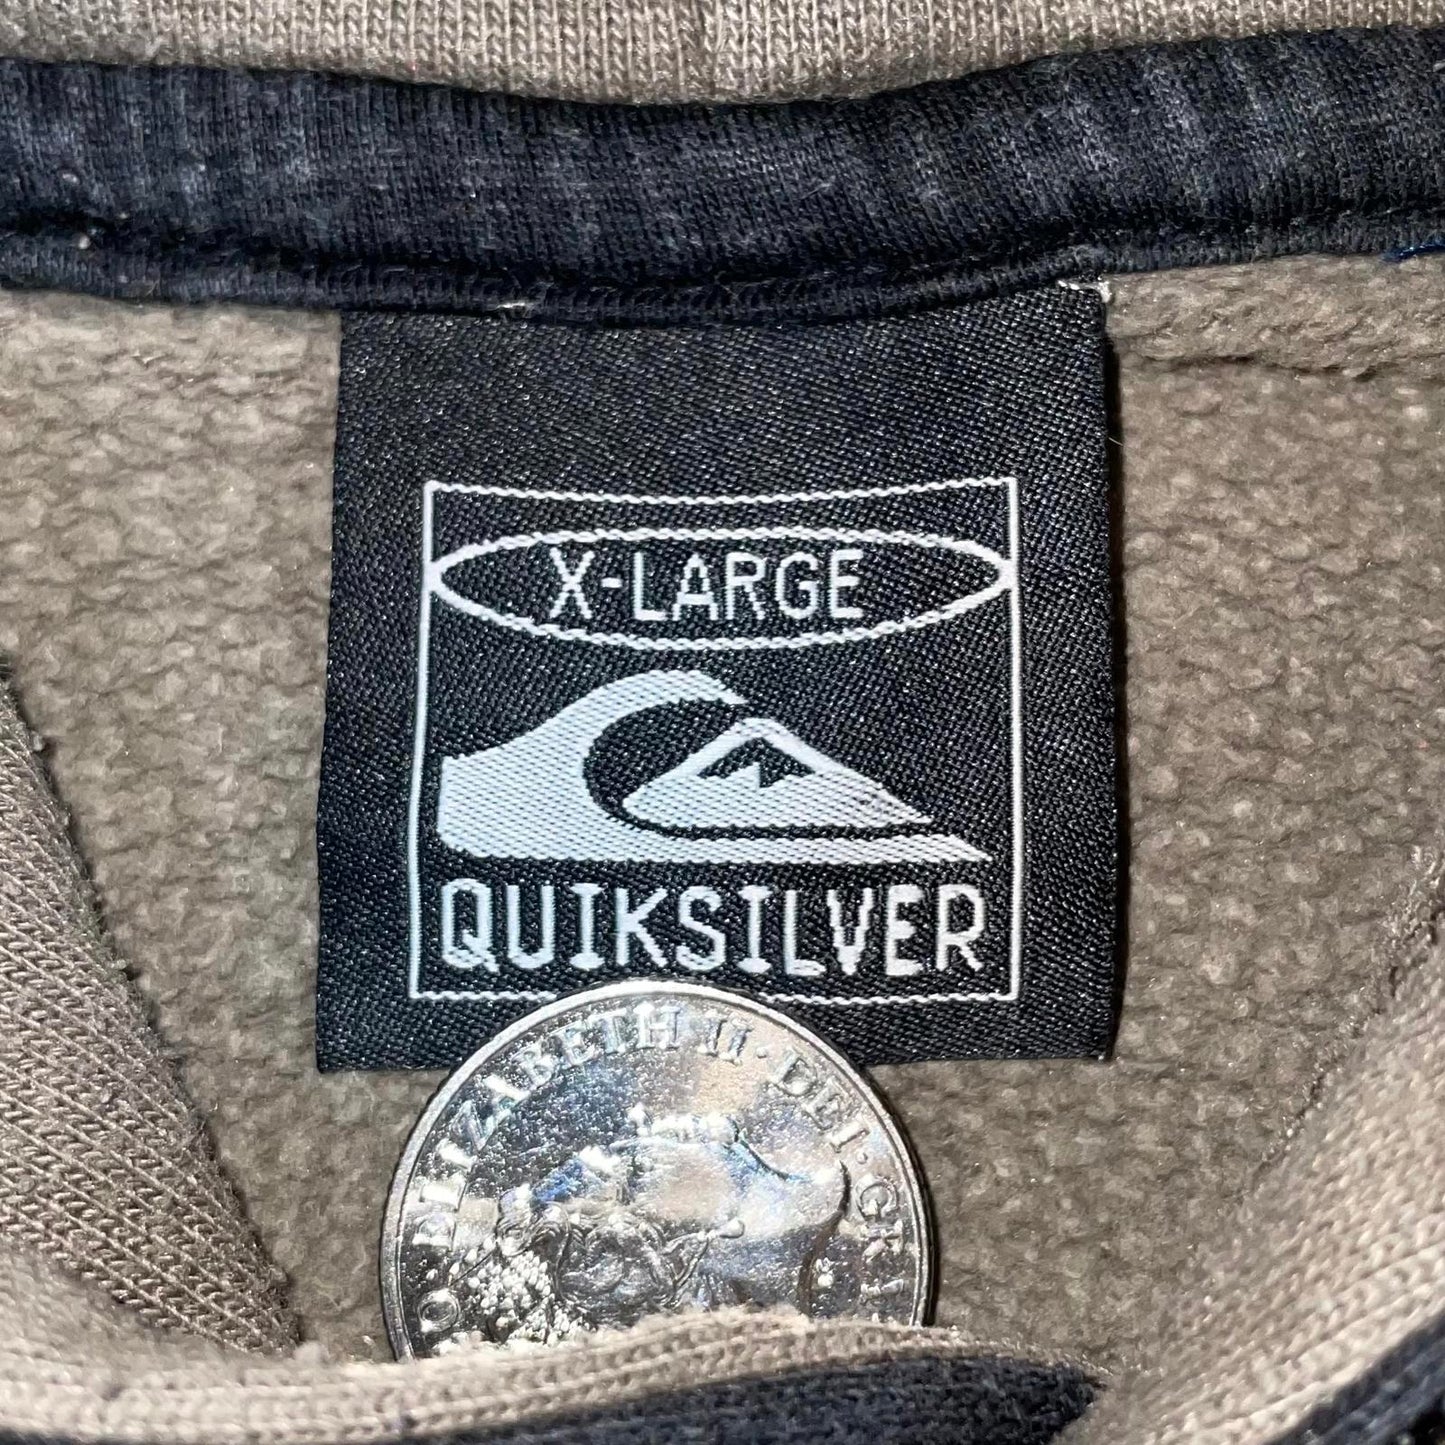 X-LARGE
QUIKSILVER
ELIZABETH II · DEI · GRA